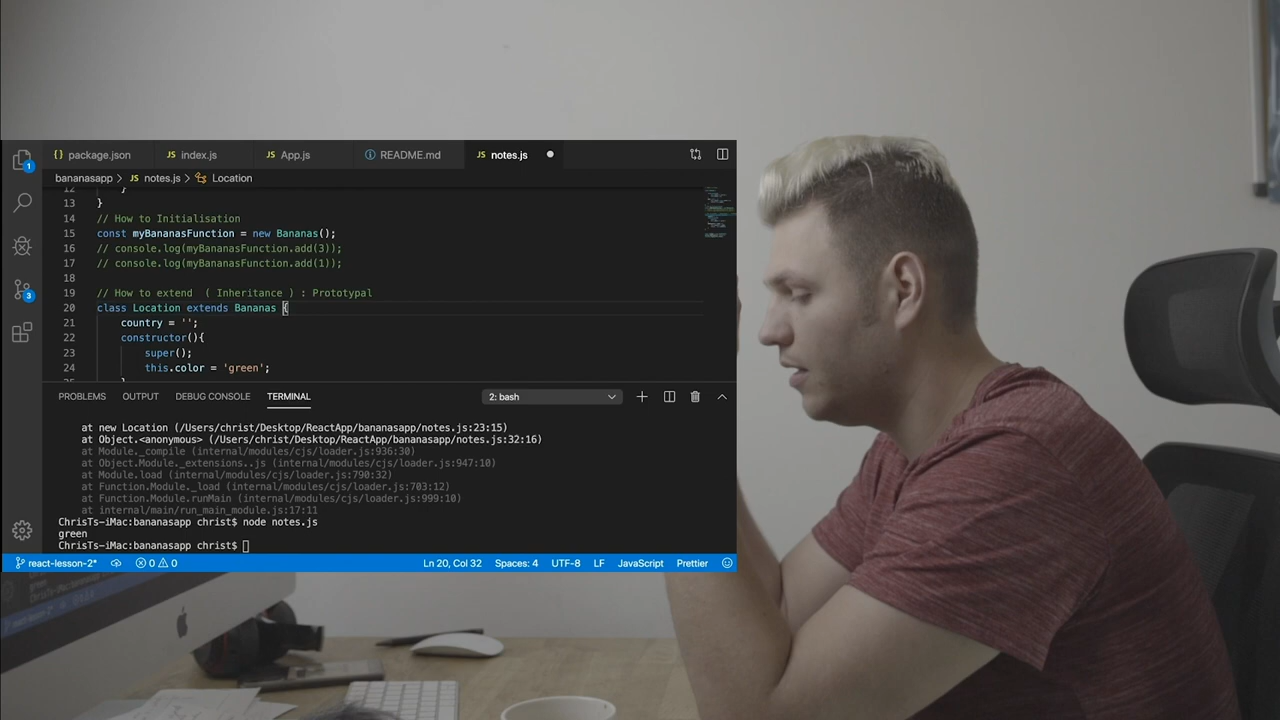 package.json
JS index.js
JS App.js
README.md
JS notes.js
bananasapp > JS notes.js > Location
1
3
12 }
13 }
14 // How to Initialisation
15 const myBananasFunction = new Bananas();
16 // console.log(myBananasFunction.add(3));
17 // console.log(myBananasFunction.add(1));
18
19 // How to extend ( Inheritance ) : Prototypal
20 class Location extends Bananas {
21 country = '';
22 constructor(){
23 super();
24 this.color = 'green';
PROBLEMS OUTPUT DEBUG CONSOLE TERMINAL 2: bash
at new Location (/Users/christ/Desktop/ReactApp/bananasapp/notes.js:23:15)
at Object.<anonymous> (/Users/christ/Desktop/ReactApp/bananasapp/notes.js:32:16)
at Module._compile (internal/modules/cjs/loader.js:936:30)
at Object.Module._extensions..js (internal/modules/cjs/loader.js:947:10)
at Module.load (internal/modules/cjs/loader.js:790:32)
at Function.Module._load (internal/modules/cjs/loader.js:703:12)
at Function.Module.runMain (internal/modules/cjs/loader.js:999:10)
at internal/main/run_main_module.js:17:11
ChrisTs-iMac:bananasapp christ$ node notes.js
green
ChrisTs-iMac:bananasapp christ$
react-lesson-2* 0 0 Ln 20, Col 32 Spaces: 4 UTF-8 LF JavaScript Prettier